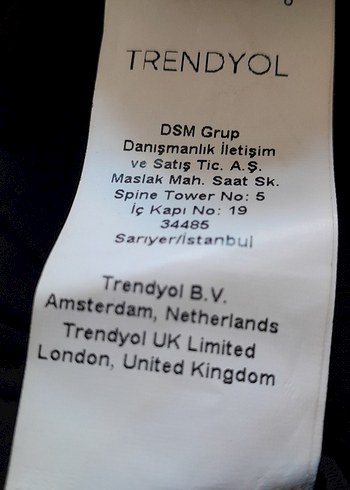 TRENDYOL
DSM Grup
Danışmanlık İletişim
ve Satış Tic. A.Ş.
Maslak Mah. Saat Sk.
Spine Tower No: 5
İç Kapı No: 19
34485
Sarıyer/İstanbul
Trendyol B.V.
Amsterdam, Netherlands
Trendyol UK Limited
London, United Kingdom